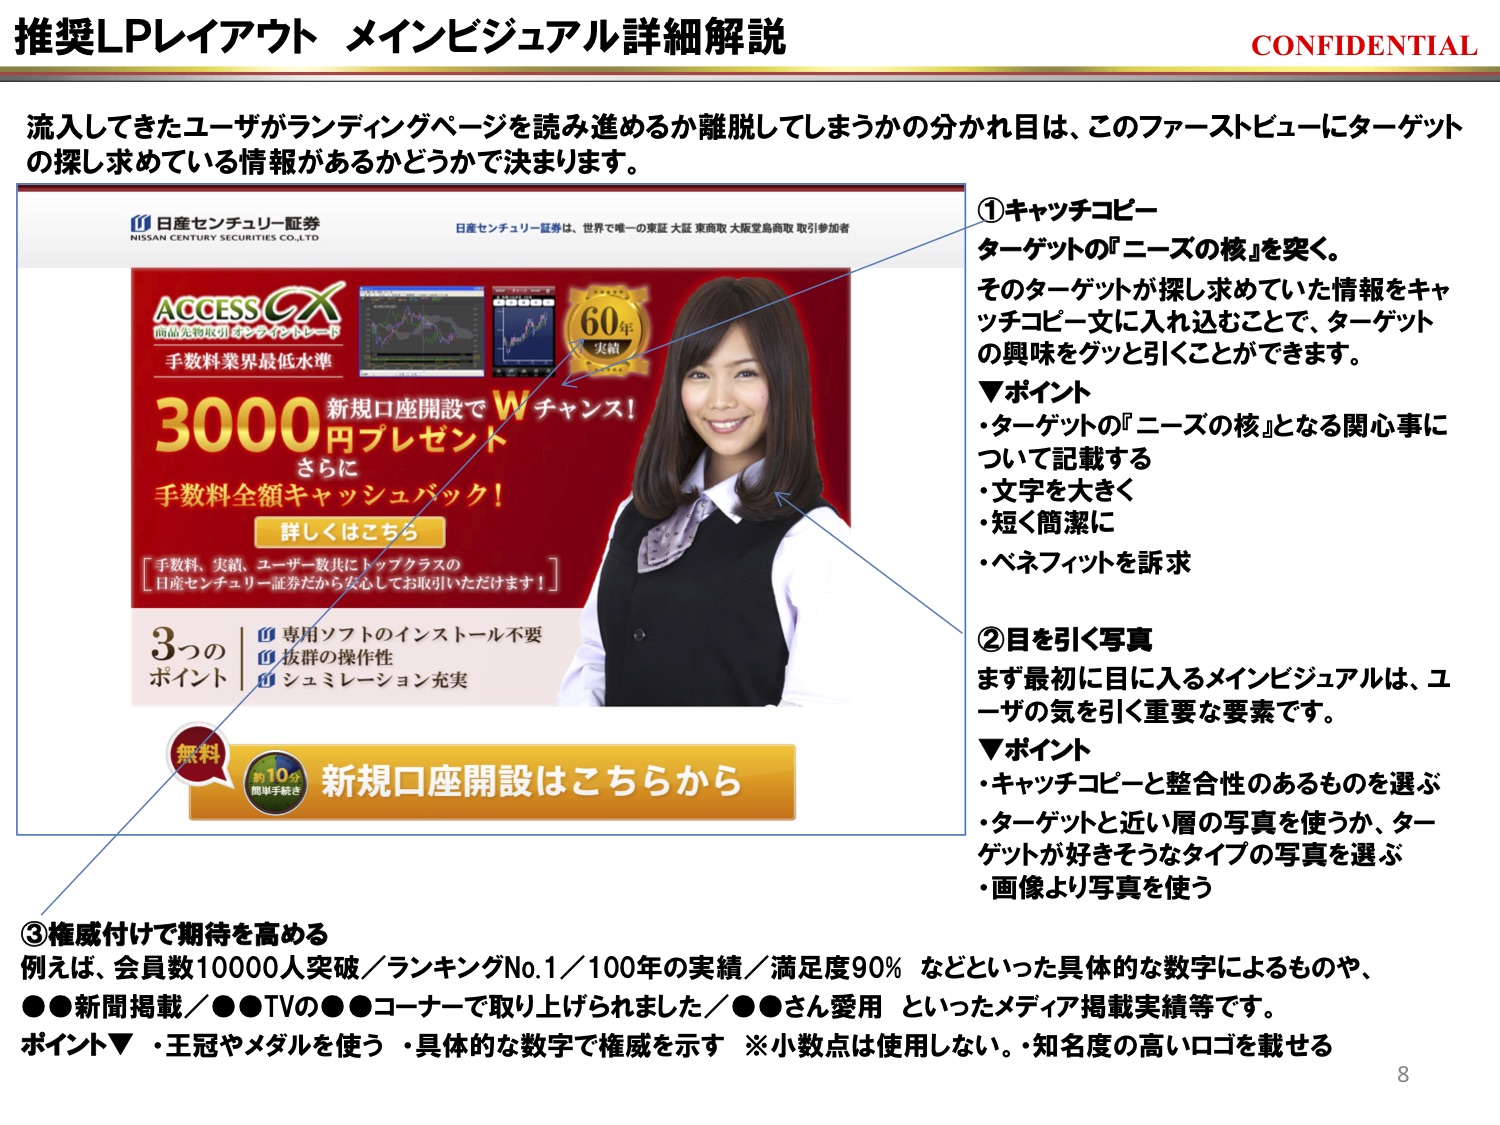 推奨LPレイアウト メインビジュアル詳細解説
CONFIDENTIAL
流入してきたユーザがランディングページを読み進めるか離脱してしまうかの分かれ目は、このファーストビューにターゲット
の探し求めている情報があるかどうかで決まります。
日産センチュリー証券
NISSAN CENTURY SECURITIES CO.,LTD
日産センチュリー証券は、世界で唯一の東証 大証 東商取 大阪堂島商取 取引参加者
ACCESS CX
商品先物取引 オンライントレード
手数料業界最低水準
60年
実績
3000円プレゼント
新規口座開設でWチャンス!
さらに
手数料全額キャッシュバック!
詳しくはこちら
手数料、実績、ユーザー数共にトップクラスの
日産センチュリー証券だから安心してお取引いただけます!
3つの
ポイント
専用ソフトのインストール不要
抜群の操作性
シュミレーション充実
無料
約10分
簡単手続き
新規口座開設はこちらから
①キャッチコピー
ターゲットの『ニーズの核』を突く。
そのターゲットが探し求めていた情報をキャ
ッチコピー文に入れ込むことで、ターゲット
の興味をグッと引くことができます。
▼ポイント
・ターゲットの『ニーズの核』となる関心事に
ついて記載する
・文字を大きく
・短く簡潔に
・ベネフィットを訴求
②目を引く写真
まず最初に目に入るメインビジュアルは、ユ
ーザの気を引く重要な要素です。
▼ポイント
・キャッチコピーと整合性のあるものを選ぶ
・ターゲットと近い層の写真を使うか、ター
ゲットが好きそうなタイプの写真を選ぶ
・画像より写真を使う
③権威付けで期待を高める
例えば、会員数10000人突破／ランキングNo.1／100年の実績／満足度90% などといった具体的な数字によるものや、
●●新聞掲載／●●TVの●●コーナーで取り上げられました／●●さん愛用 といったメディア掲載実績等です。
ポイント▼ ・王冠やメダルを使う ・具体的な数字で権威を示す ※小数点は使用しない。・知名度の高いロゴを載せる
8